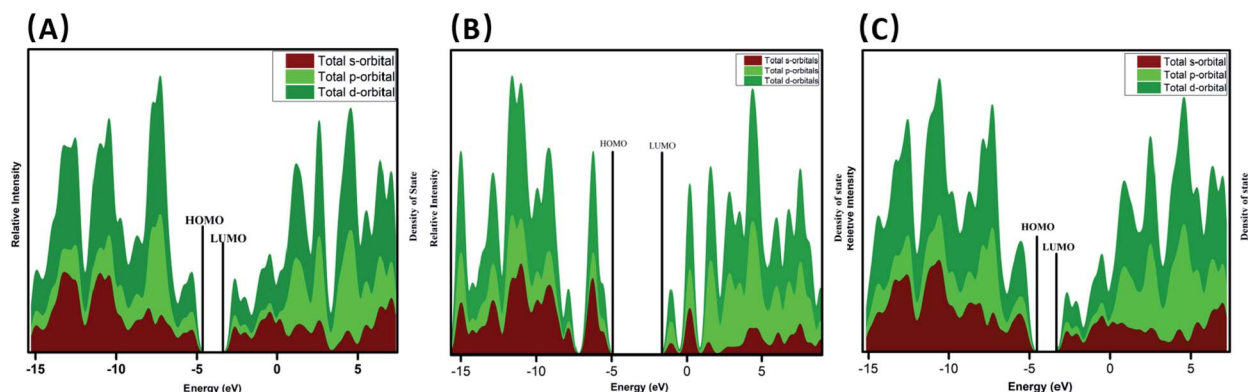 (A)
Total s-orbital
Total p-orbital
Total d-orbital
HOMO
LUMO
Relative Intensity
Density of State
-15
-10
-5
0
5
Energy (eV)
(B)
Total s-orbitals
Total p-orbitals
Total d-orbitals
HOMO
LUMO
Relative Intensity
Density of state
-15
-10
-5
0
5
Energy (eV)
(C)
Total s-orbital
Total p-orbital
Total d-orbital
HOMO
LUMO
Reletive Intensity
Density of state
-15
-10
-5
0
5
Energy (eV)